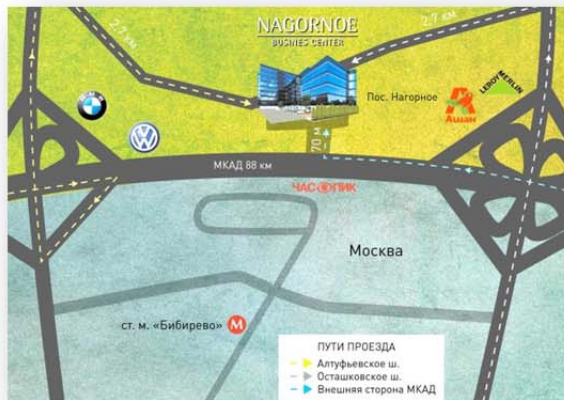 NAGORNOE
BUSINES CENTER
2,7 км
2,7 км
Пос. Нагорное
Ашан
LEROY MERLIN
70 м
МКАД 88 км
ЧАС ПИК
Москва
ст. м. «Бибирево»
М
ПУТИ ПРОЕЗДА
Алтуфьевское ш.
Осташковское ш.
Внешняя сторона МКАД